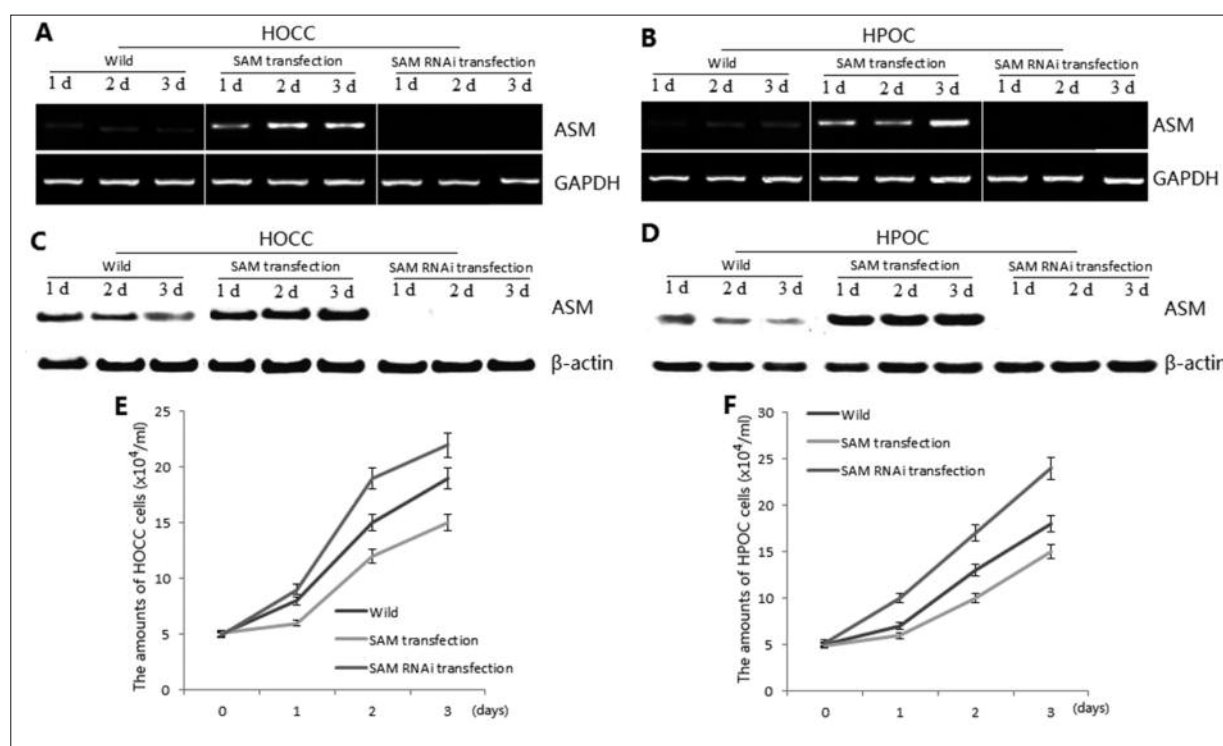 A
HOCC
Wild SAM transfection SAM RNAi transfection
1 d 2 d 3 d 1 d 2 d 3 d 1 d 2 d 3 d
ASM
GAPDH
B
HPOC
Wild SAM transfection SAM RNAi transfection
1 d 2 d 3 d 1 d 2 d 3 d 1 d 2 d 3 d
ASM
GAPDH
C
HOCC
Wild SAM transfection SAM RNAi transfection
1 d 2 d 3 d 1 d 2 d 3 d 1 d 2 d 3 d
ASM
β-actin
D
HPOC
Wild SAM transfection SAM RNAi transfection
1 d 2 d 3 d 1 d 2 d 3 d 1 d 2 d 3 d
ASM
β-actin
E
The amounts of HOCC cells (x10⁴/ml)
25
20
15
10
5
0
Wild
SAM transfection
SAM RNAi transfection
0 1 2 3 (days)
F
The amounts of HPOC cells (x10⁴/ml)
30
25
20
15
10
5
0
Wild
SAM transfection
SAM RNAi transfection
0 1 2 3 (days)